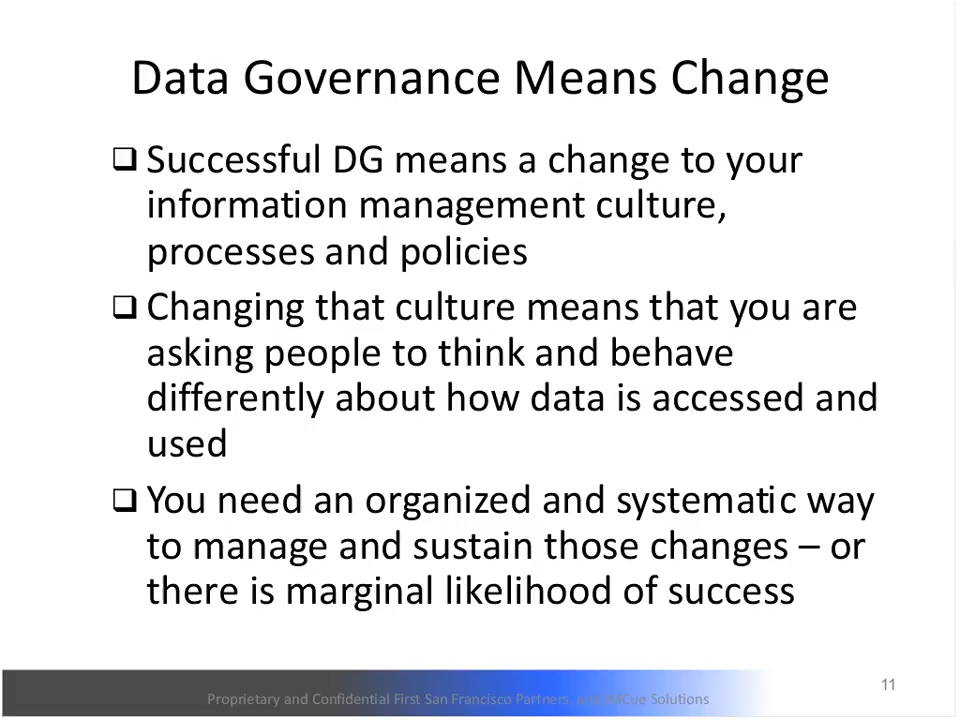 Data Governance Means Change
❑ Successful DG means a change to your
information management culture,
processes and policies
❑ Changing that culture means that you are
asking people to think and behave
differently about how data is accessed and
used
❑ You need an organized and systematic way
to manage and sustain those changes – or
there is marginal likelihood of success
11
Proprietary and Confidential First San Francisco Partners, and IMCue Solutions